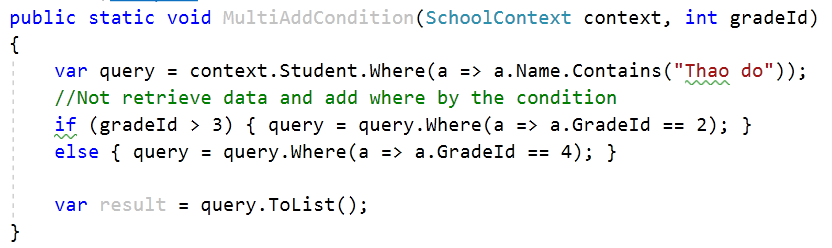 public static void MultiAddCondition(SchoolContext context, int gradeId)
{
var query = context.Student.Where(a => a.Name.Contains("Thao do"));
//Not retrieve data and add where by the condition
if (gradeId > 3) { query = query.Where(a => a.GradeId == 2); }
else { query = query.Where(a => a.GradeId == 4); }
var result = query.ToList();
}